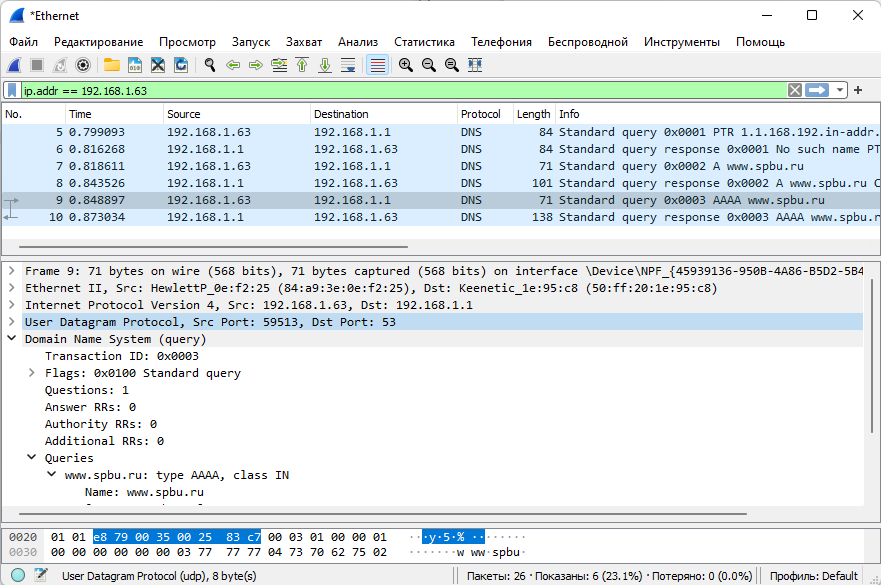 *Ethernet
Файл Редактирование Просмотр Запуск Захват Анализ Статистика Телефония Беспроводной Инструменты Помощь
ip.addr == 192.168.1.63
No. Time Source Destination Protocol Length Info
5 0.799093 192.168.1.63 192.168.1.1 DNS 84 Standard query 0x0001 PTR 1.1.168.192.in-addr.
6 0.816268 192.168.1.1 192.168.1.63 DNS 84 Standard query response 0x0001 No such name PT
7 0.818611 192.168.1.63 192.168.1.1 DNS 71 Standard query 0x0002 A www.spbu.ru
8 0.843526 192.168.1.1 192.168.1.63 DNS 101 Standard query response 0x0002 A www.spbu.ru C
9 0.848897 192.168.1.63 192.168.1.1 DNS 71 Standard query 0x0003 AAAA www.spbu.ru
10 0.873034 192.168.1.1 192.168.1.63 DNS 138 Standard query response 0x0003 AAAA www.spbu.r
Frame 9: 71 bytes on wire (568 bits), 71 bytes captured (568 bits) on interface \Device\NPF_{45939136-950B-4A86-B5D2-5B4
Ethernet II, Src: HewlettP_0e:f2:25 (84:a9:3e:0e:f2:25), Dst: Keenetic_1e:95:c8 (50:ff:20:1e:95:c8)
Internet Protocol Version 4, Src: 192.168.1.63, Dst: 192.168.1.1
User Datagram Protocol, Src Port: 59513, Dst Port: 53
Domain Name System (query)
Transaction ID: 0x0003
Flags: 0x0100 Standard query
Questions: 1
Answer RRs: 0
Authority RRs: 0
Additional RRs: 0
Queries
www.spbu.ru: type AAAA, class IN
Name: www.spbu.ru
0020 01 01 e8 79 00 35 00 25 83 c7 00 03 01 00 00 01 ···y·5·% ········
0030 00 00 00 00 00 00 03 77 77 77 04 73 70 62 75 02 ·······w ww·spbu·
User Datagram Protocol (udp), 8 byte(s) Пакеты: 26 · Показаны: 6 (23.1%) · Потеряно: 0 (0.0%) Профиль: Default